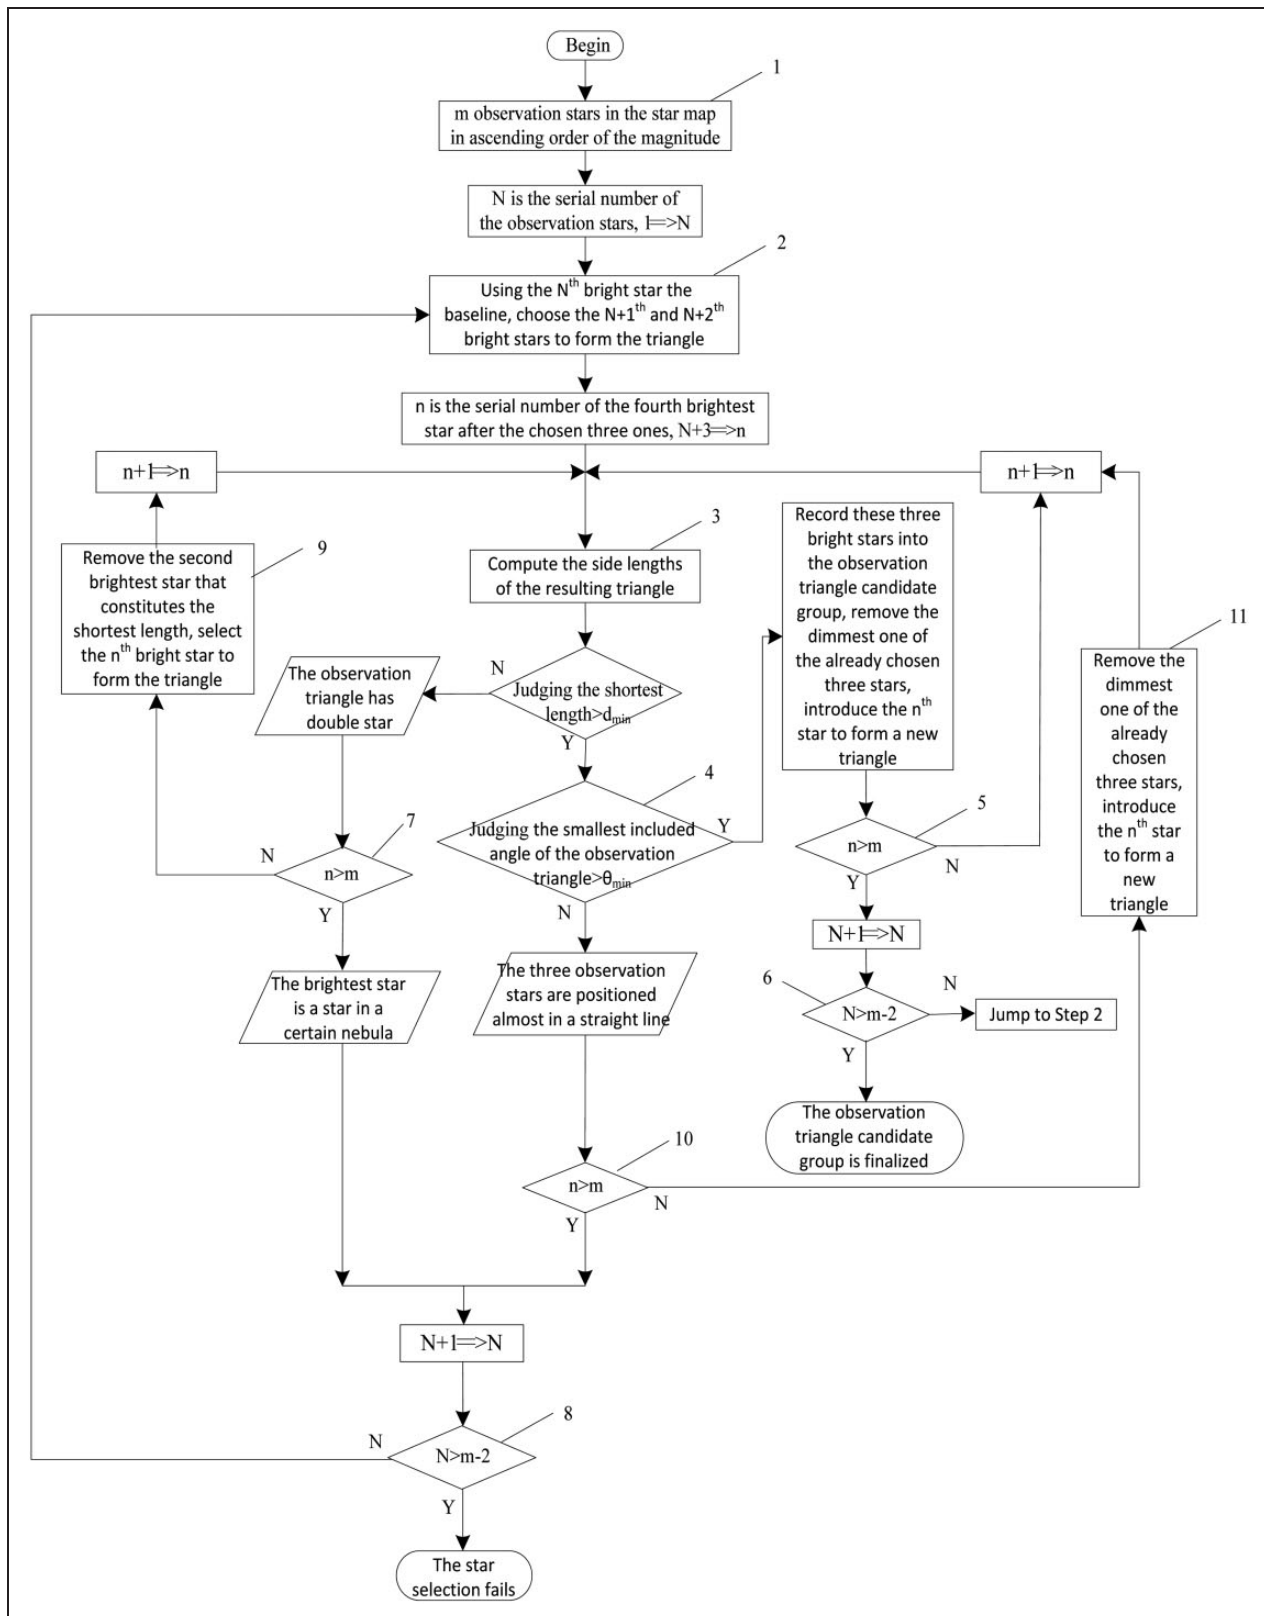 Begin
1
m observation stars in the star map
in ascending order of the magnitude
N is the serial number of
the observation stars, 1=>N
2
Using the Nth bright star the
baseline, choose the N+1th and N+2th
bright stars to form the triangle
n is the serial number of the fourth brightest
star after the chosen three ones, N+3=>n
n+1=>n
n+1=>n
9
Remove the second
brightest star that
constitutes the
shortest length, select
the nth bright star to
form the triangle
3
Compute the side lengths
of the resulting triangle
Record these three
bright stars into
the observation
triangle candidate
group, remove the
dimmest one of
the already chosen
three stars,
introduce the nth
star to form a new
triangle
11
Remove the
dimmest
one of the
already
chosen
three stars,
introduce
the nth star
to form a
new
triangle
The observation
triangle has
double star
N
Judging the shortest
length>dmin
Y
4
Judging the smallest included
angle of the observation
triangle>θmin
Y
N
7
n>m
N
Y
5
n>m
N
Y
N+1=>N
6
N>m-2
N
Jump to Step 2
Y
The observation
triangle candidate
group is finalized
The brightest star
is a star in a
certain nebula
The three observation
stars are positioned
almost in a straight line
10
n>m
N
Y
N+1=>N
8
N>m-2
N
Y
The star
selection fails